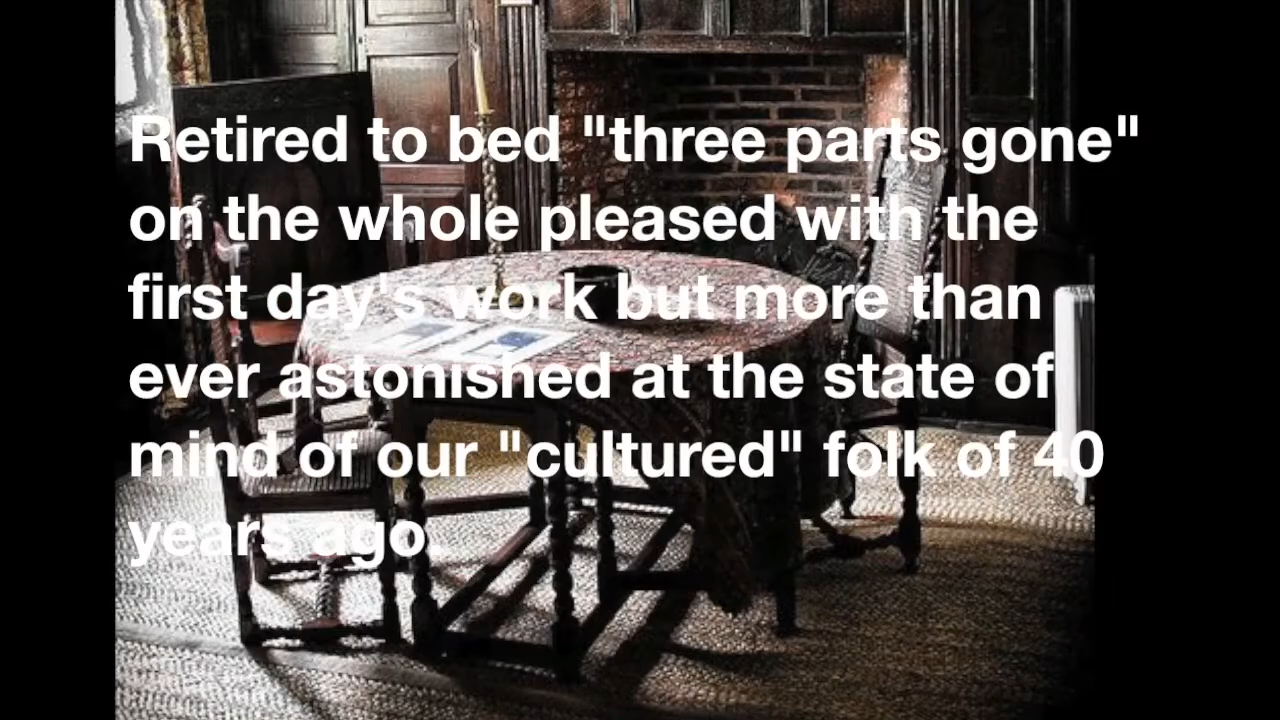 Retired to bed "three parts gone"
on the whole pleased with the
first day's work but more than
ever astonished at the state of
mind of our "cultured" folk of 40
years ago.